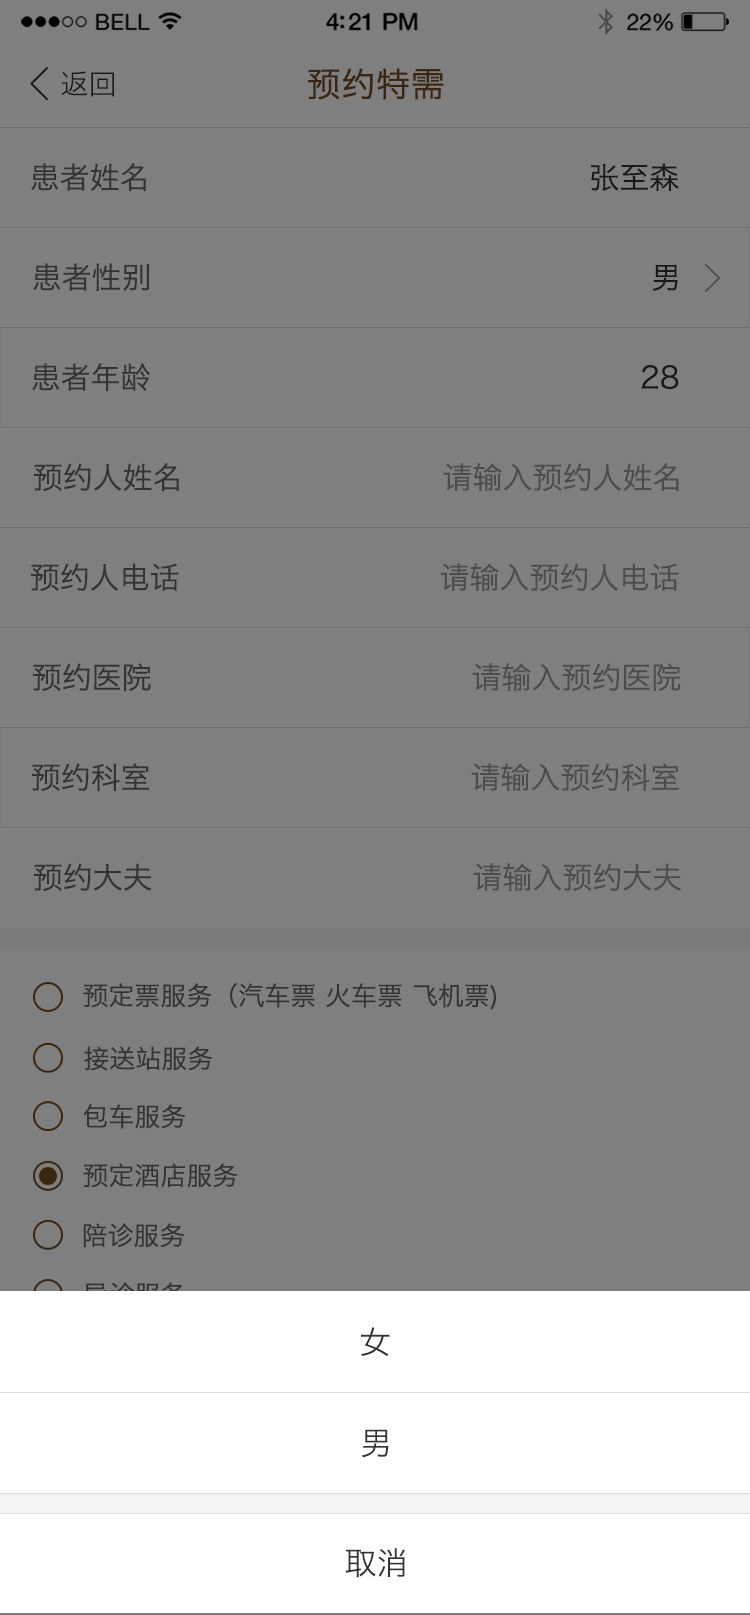 BELL 4:21 PM 22%
返回 预约特需
患者姓名 张至森
患者性别 男
患者年龄 28
预约人姓名 请输入预约人姓名
预约人电话 请输入预约人电话
预约医院 请输入预约医院
预约科室 请输入预约科室
预约大夫 请输入预约大夫
预定票服务（汽车票 火车票 飞机票)
接送站服务
包车服务
预定酒店服务
陪诊服务
女
男
取消